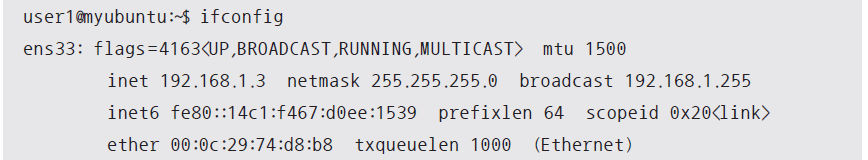 user1@myubuntu:~$ ifconfig
ens33: flags=4163<UP,BROADCAST,RUNNING,MULTICAST>  mtu 1500
inet 192.168.1.3  netmask 255.255.255.0  broadcast 192.168.1.255
inet6 fe80::14c1:f467:d0ee:1539  prefixlen 64  scopeid 0x20<link>
ether 00:0c:29:74:d8:b8  txqueuelen 1000  (Ethernet)